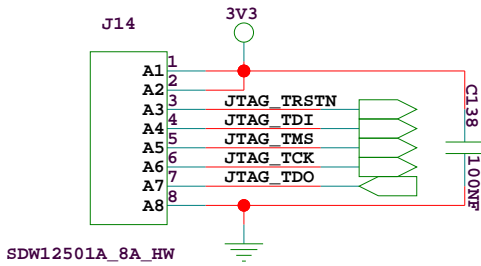 3V3
J14
A1 1
A2 2
A3 3 JTAG_TRSTN
A4 4 JTAG_TDI
A5 5 JTAG_TMS
A6 6 JTAG_TCK
A7 7 JTAG_TDO
A8 8
C138
100NF
SDW12501A_8A_HW